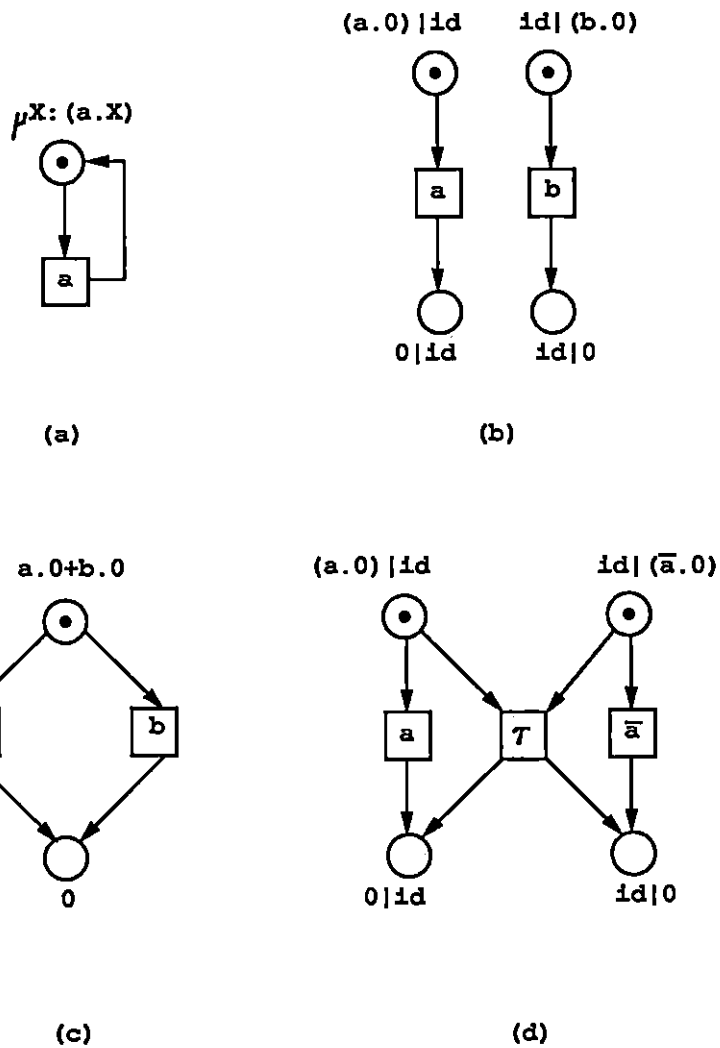 (a.0)|id id|(b.0)
μX:(a.X)
a b
a
0|id id|0
(a) (b)
a.0+b.0 (a.0)|id id|(a̅.0)
b a τ a̅
0 0|id id|0
(c) (d)